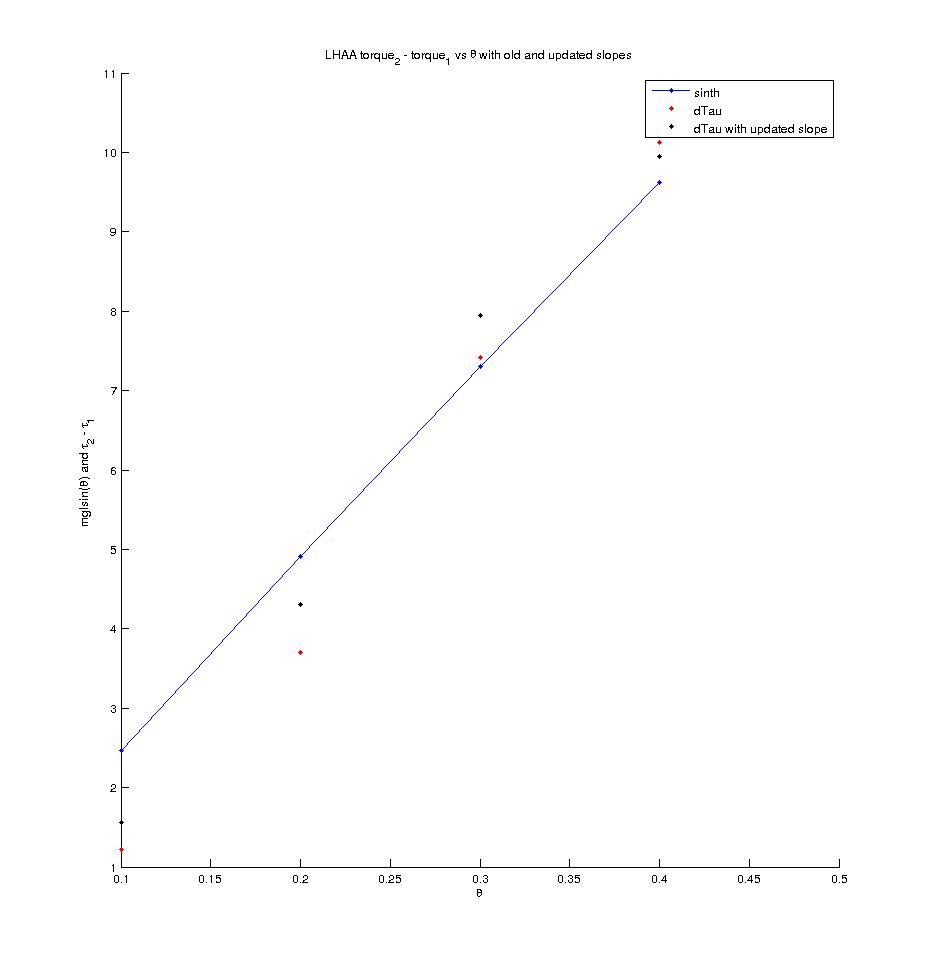 LHAA torque₂ - torque₁ vs θ with old and updated slopes
sinth
dTau
dTau with updated slope
11
10
9
8
7
6
5
4
3
2
1
mglsin(θ) and τ₂ - τ₁
0.1 0.15 0.2 0.25 0.3 0.35 0.4 0.45 0.5
θ